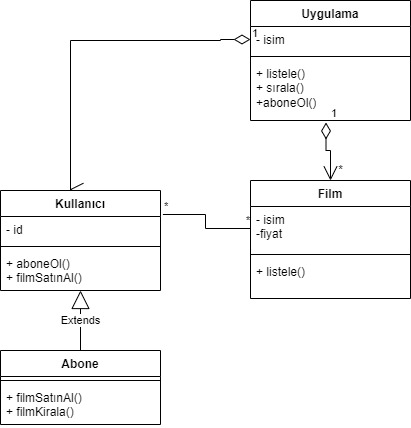 Uygulama
- isim
+ listele()
+ sırala()
+aboneOl()
1
1
*
Kullanıcı
- id
+ aboneOl()
+ filmSatınAl()
*
*
Film
- isim
-fiyat
+ listele()
Extends
Abone
+ filmSatınAl()
+ filmKirala()